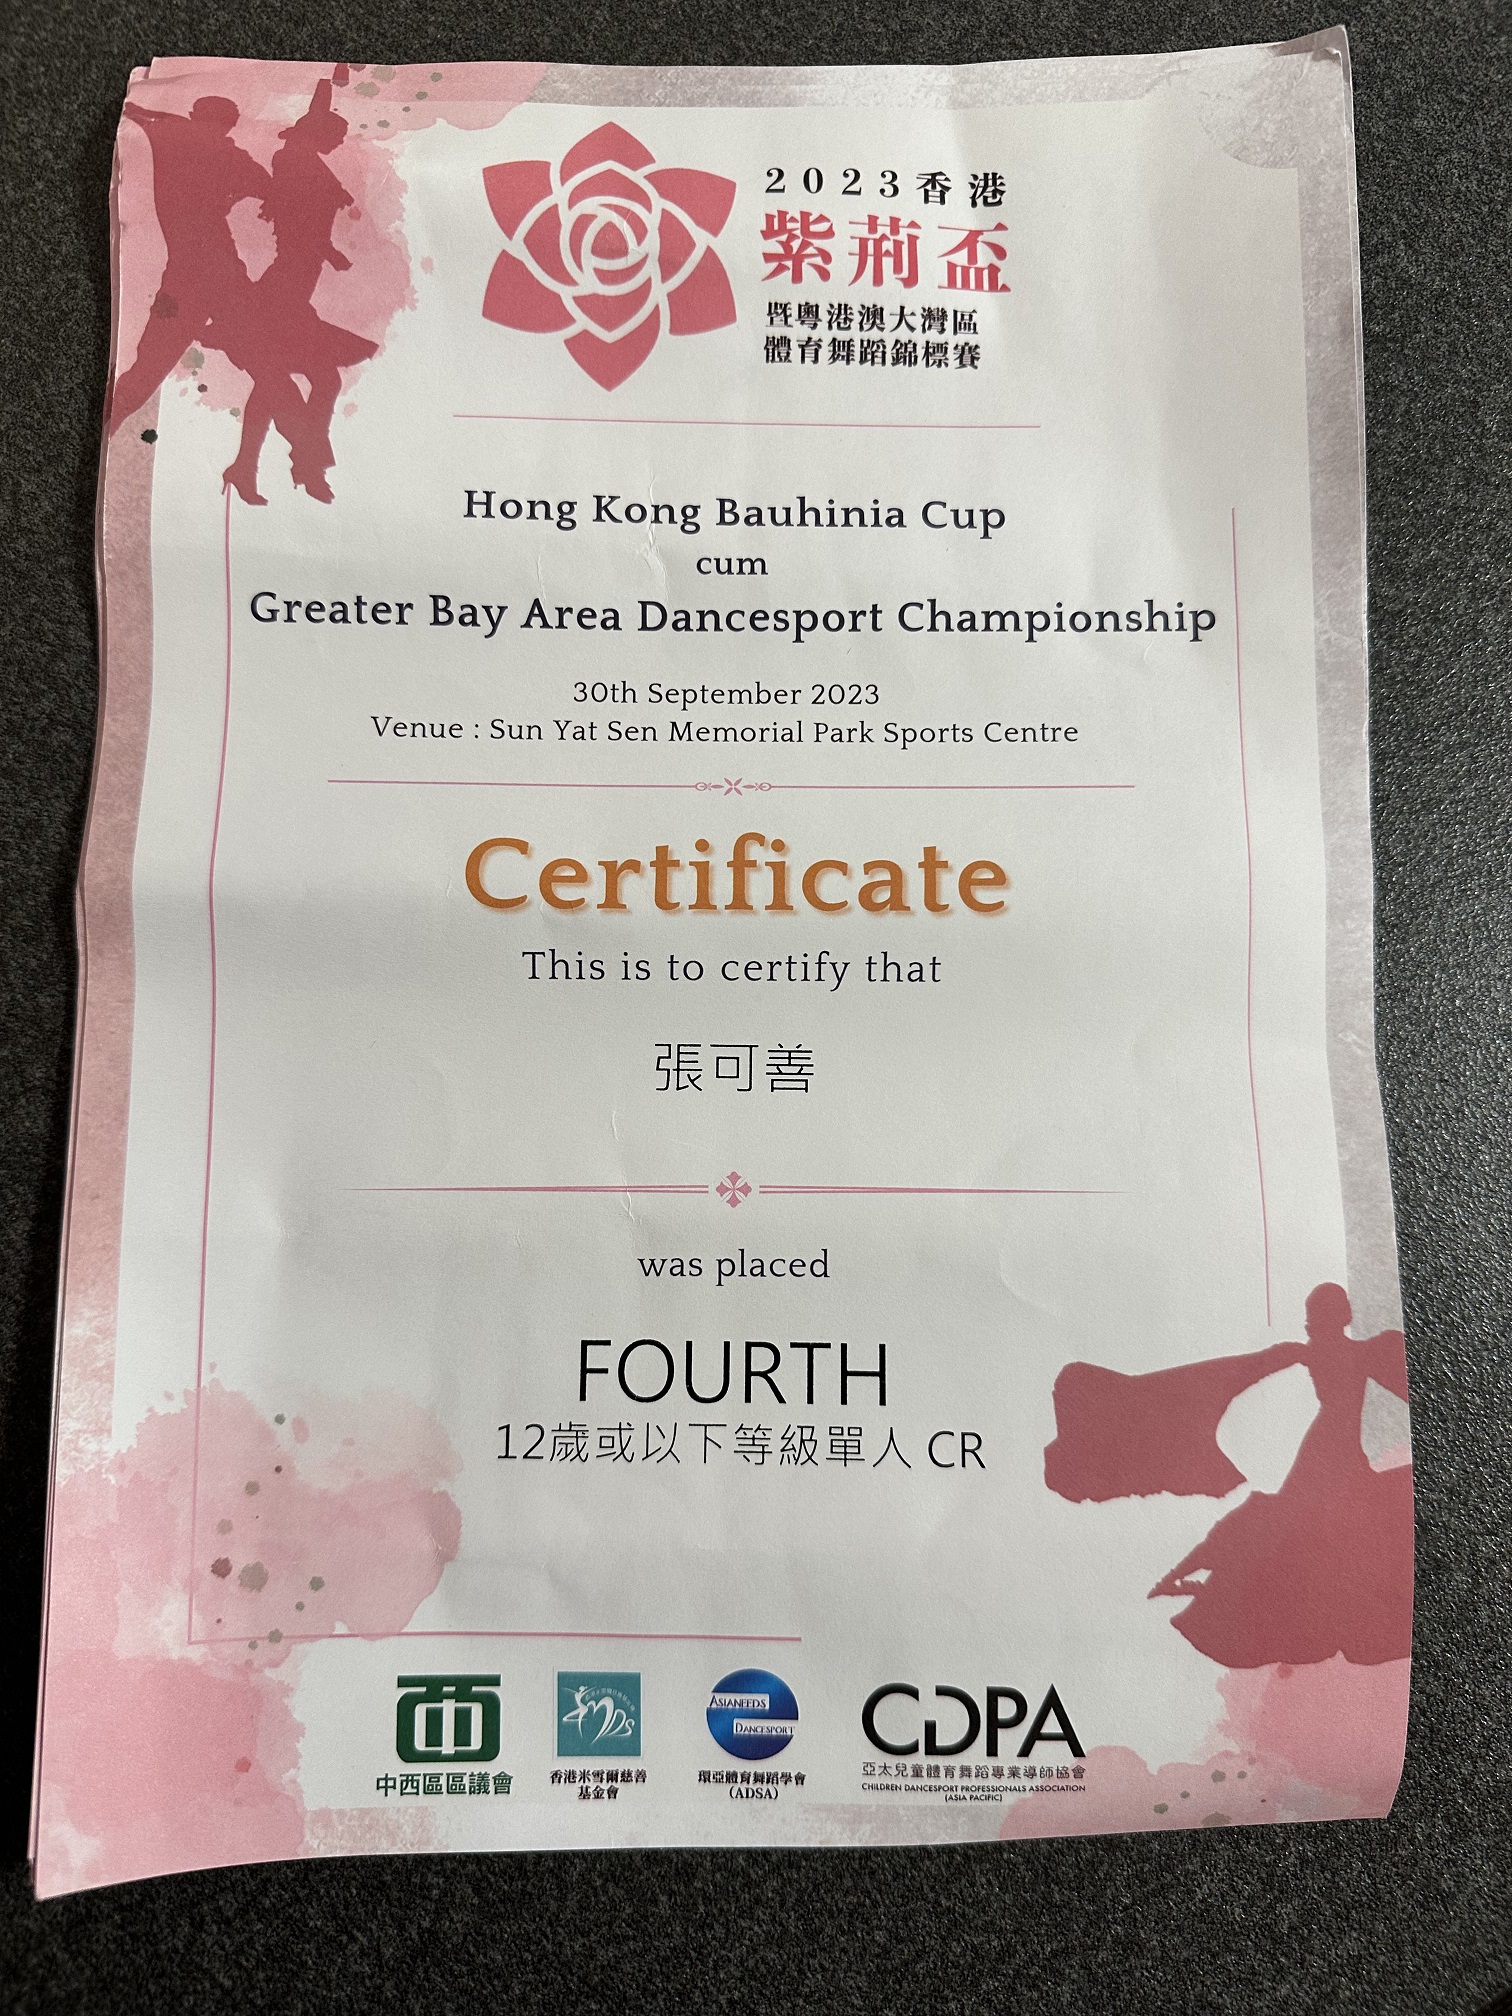 2023香港
紫荊盃
暨粵港澳大灣區
體育舞蹈錦標賽
Hong Kong Bauhinia Cup
cum
Greater Bay Area Dancesport Championship
30th September 2023
Venue : Sun Yat Sen Memorial Park Sports Centre
Certificate
This is to certify that
張可善
was placed
FOURTH
12歲或以下等級單人 CR
中西區區議會
MDS
香港米雪爾慈善
基金會
ASIANEEDS
DANCESPORT
環亞體育舞蹈學會
(ADSA)
CDPA
亞太兒童體育舞蹈專業導師協會
CHILDREN DANCESPORT PROFESSIONALS ASSOCIATION
(ASIA PACIFIC)